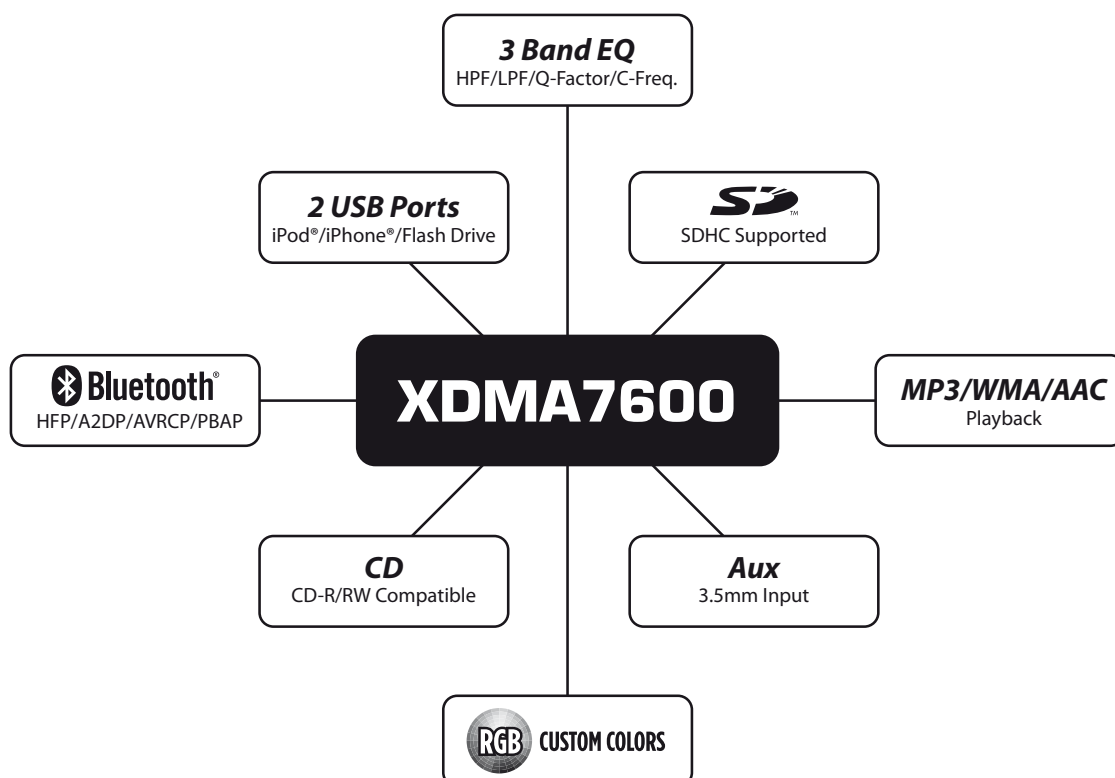 3 Band EQ
HPF/LPF/Q-Factor/C-Freq.
2 USB Ports
iPod®/iPhone®/Flash Drive
SD™
SDHC Supported
Bluetooth®
HFP/A2DP/AVRCP/PBAP
XDMA7600
MP3/WMA/AAC
Playback
CD
CD-R/RW Compatible
Aux
3.5mm Input
RGB CUSTOM COLORS